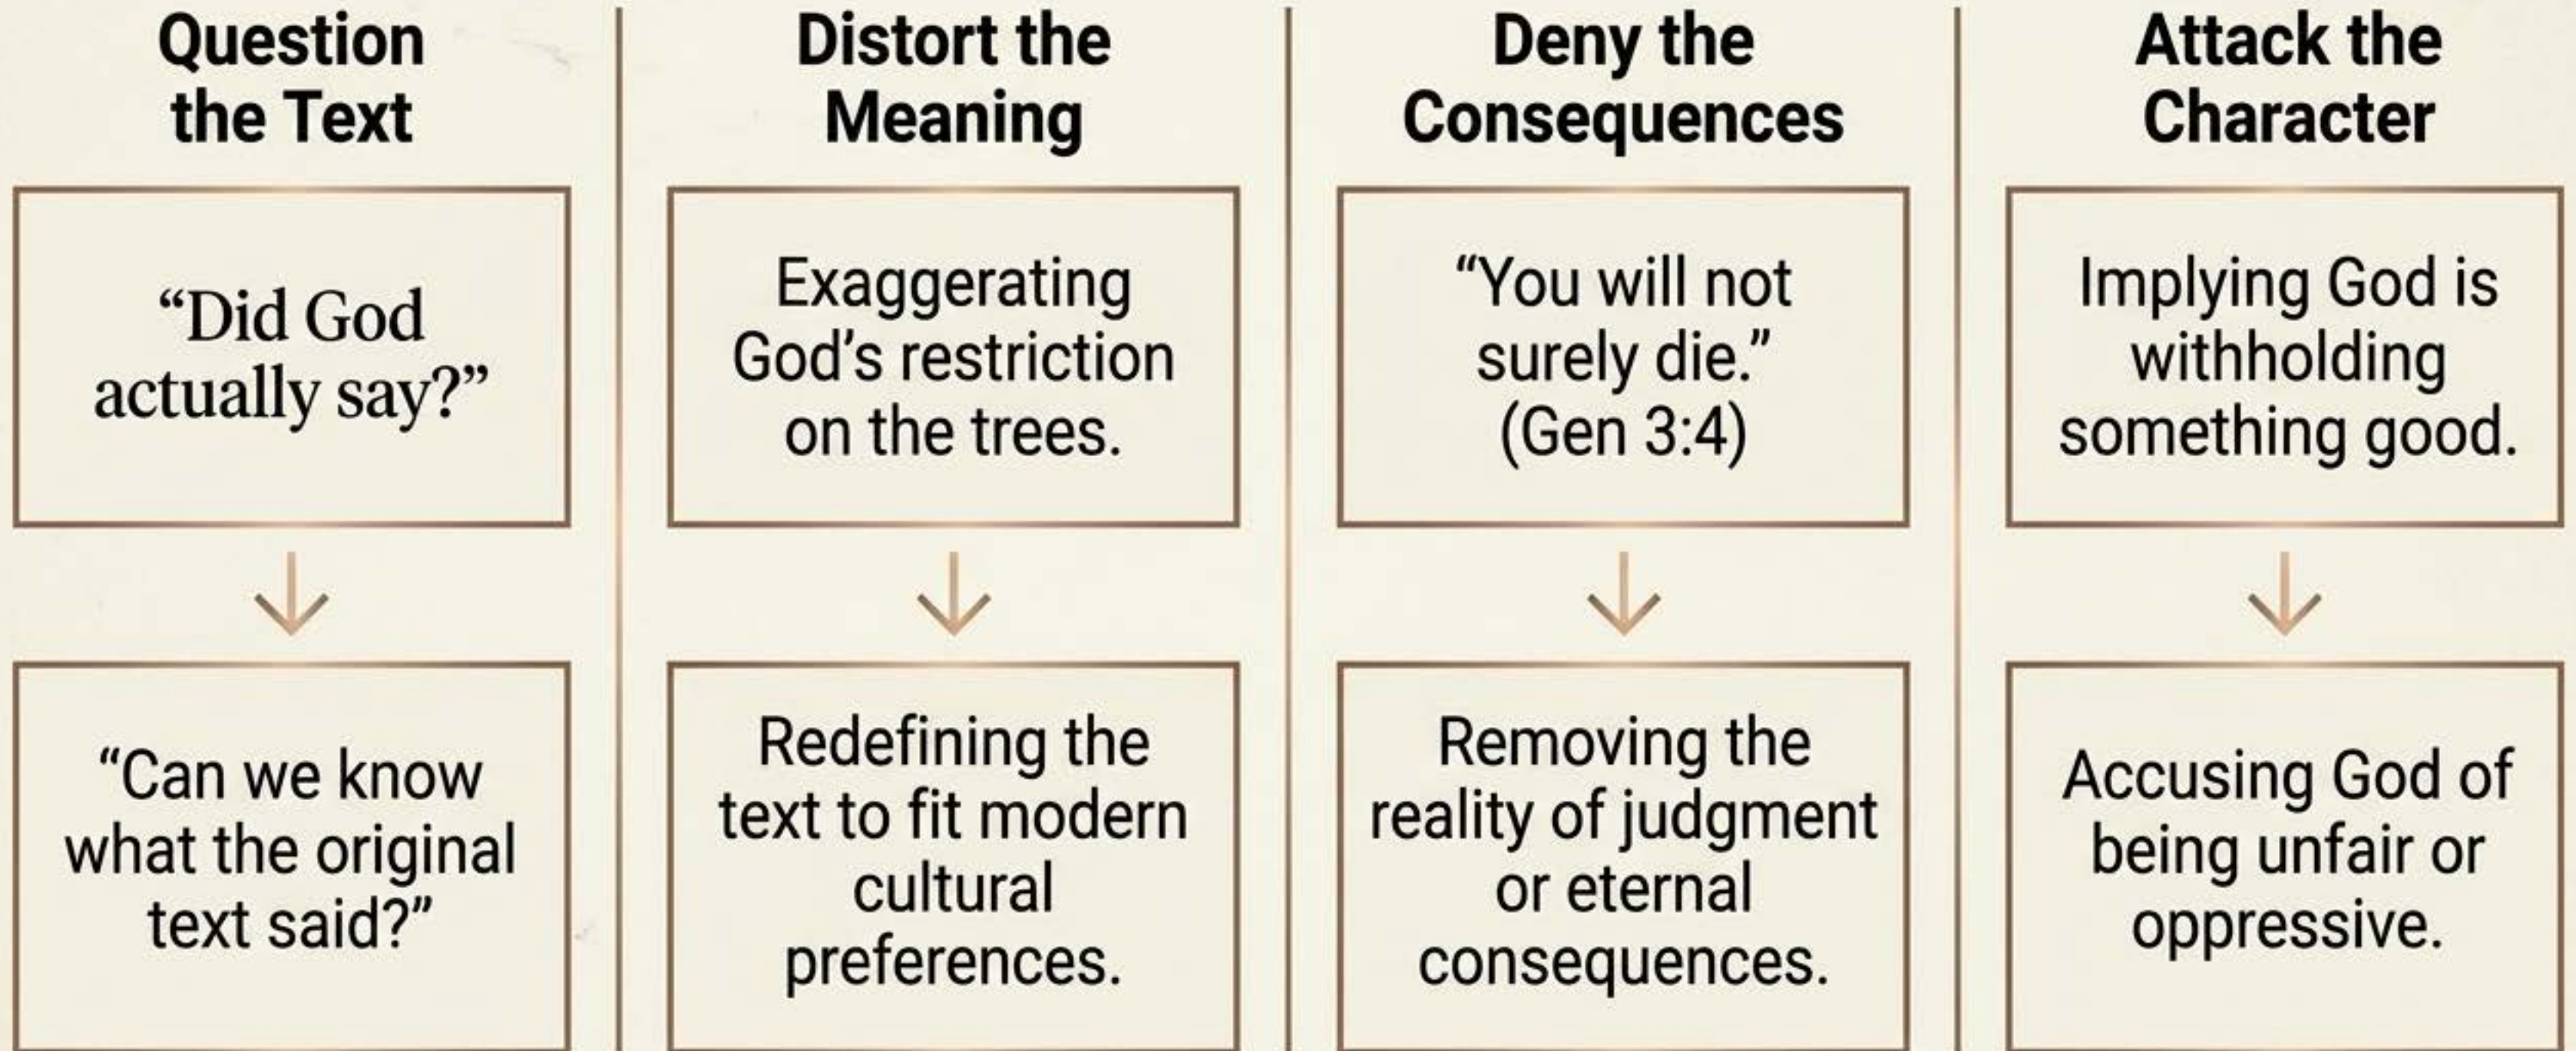 Question
the Text
“Did God
actually say?”
“Can we know
what the original
text said?”
Distort the
Meaning
Exaggerating
God’s restriction
on the trees.
Redefining the
text to fit modern
cultural
preferences.
Deny the
Consequences
“You will not
surely die.”
(Gen 3:4)
Removing the
reality of judgment
or eternal
consequences.
Attack the
Character
Implying God is
withholding
something good.
Accusing God of
being unfair or
oppressive.